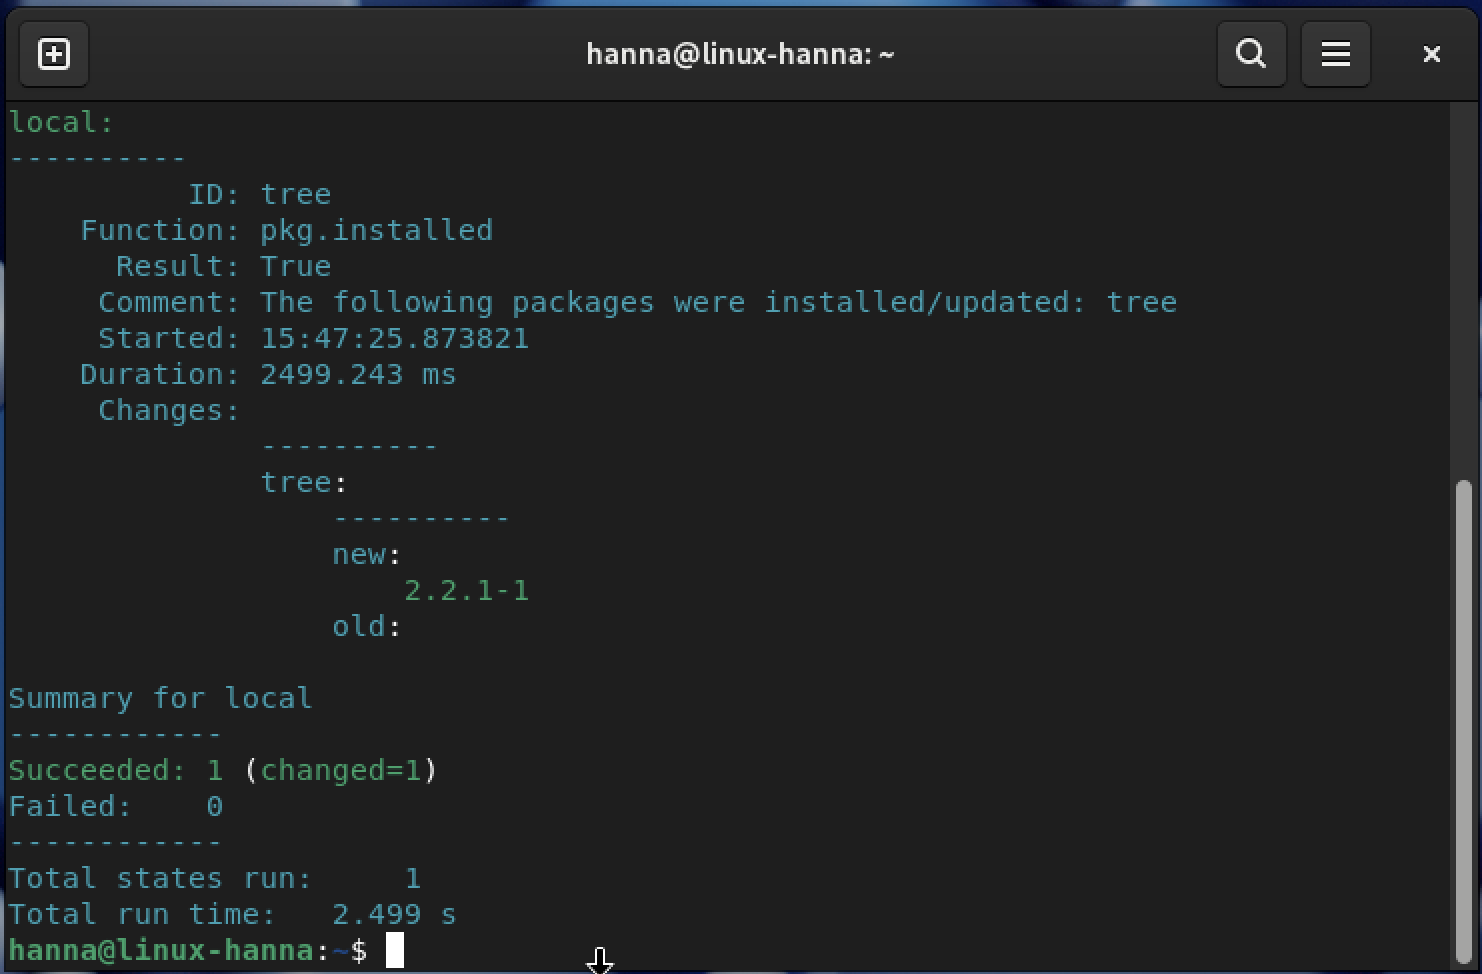 hanna@linux-hanna: ~
local:
----------
          ID: tree
    Function: pkg.installed
      Result: True
     Comment: The following packages were installed/updated: tree
     Started: 15:47:25.873821
    Duration: 2499.243 ms
     Changes:
              ----------
              tree:
                  ----------
                  new:
                      2.2.1-1
                  old:

Summary for local
------------
Succeeded: 1 (changed=1)
Failed:    0
------------
Total states run:     1
Total run time:   2.499 s
hanna@linux-hanna:~$